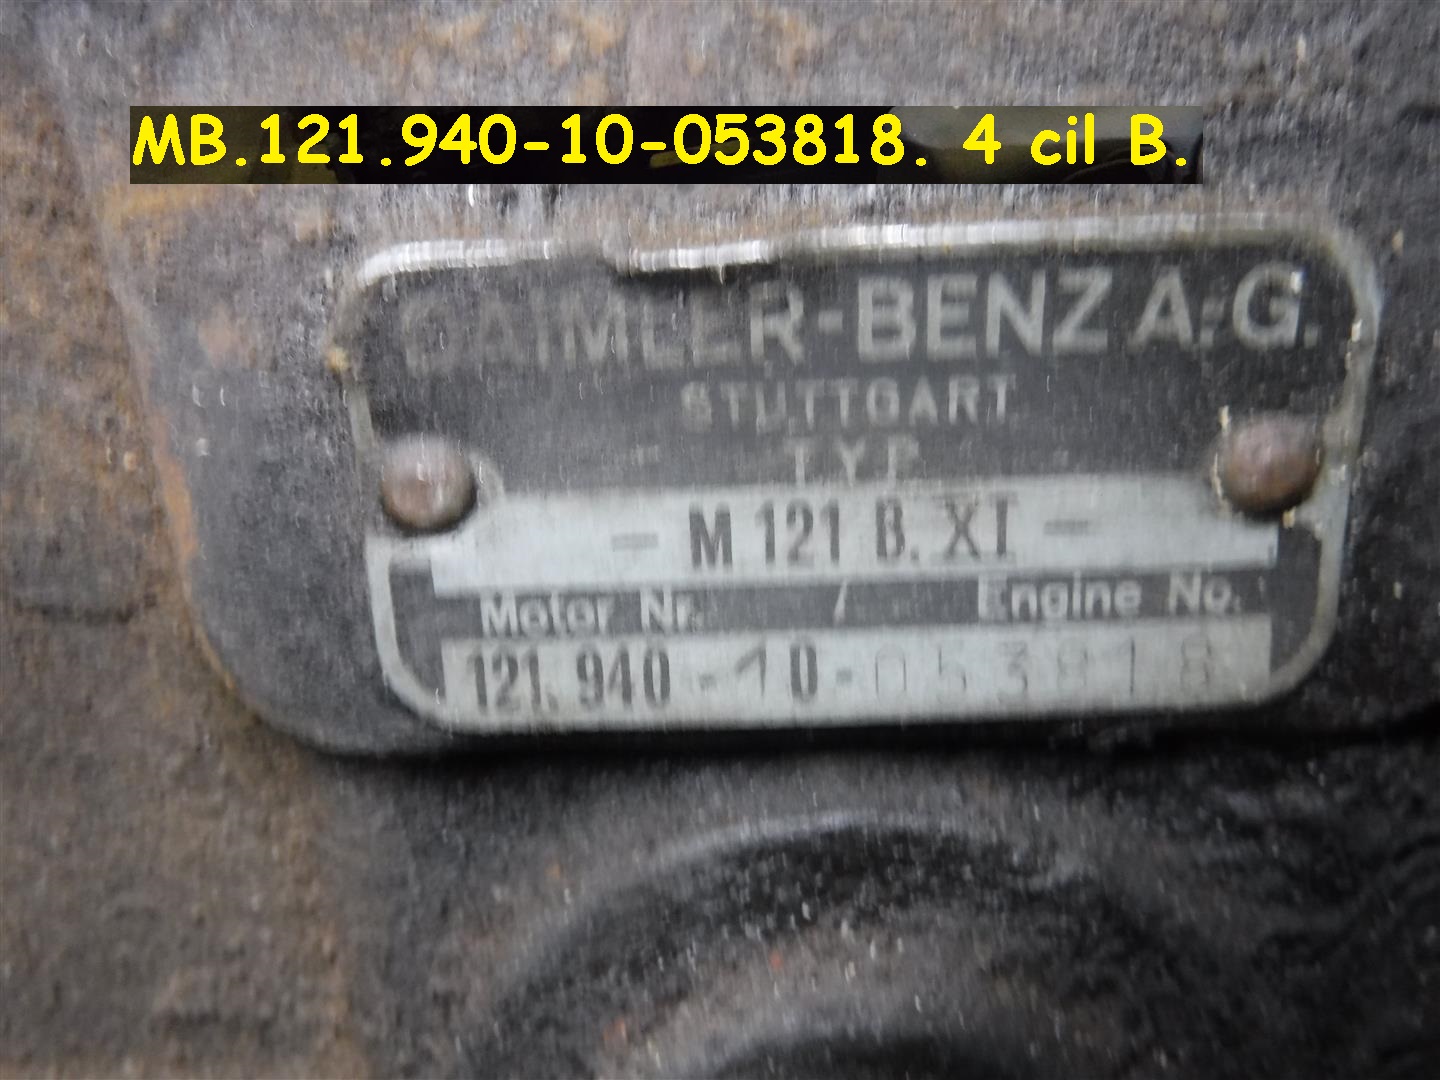 MB.121.940-10-053818. 4 cil B.
DAIMLER-BENZ A.-G.
STUTTGART
TYP
- M 121 B. XI -
Motor Nr. / Engine No.
121. 940 - 10 - 053818